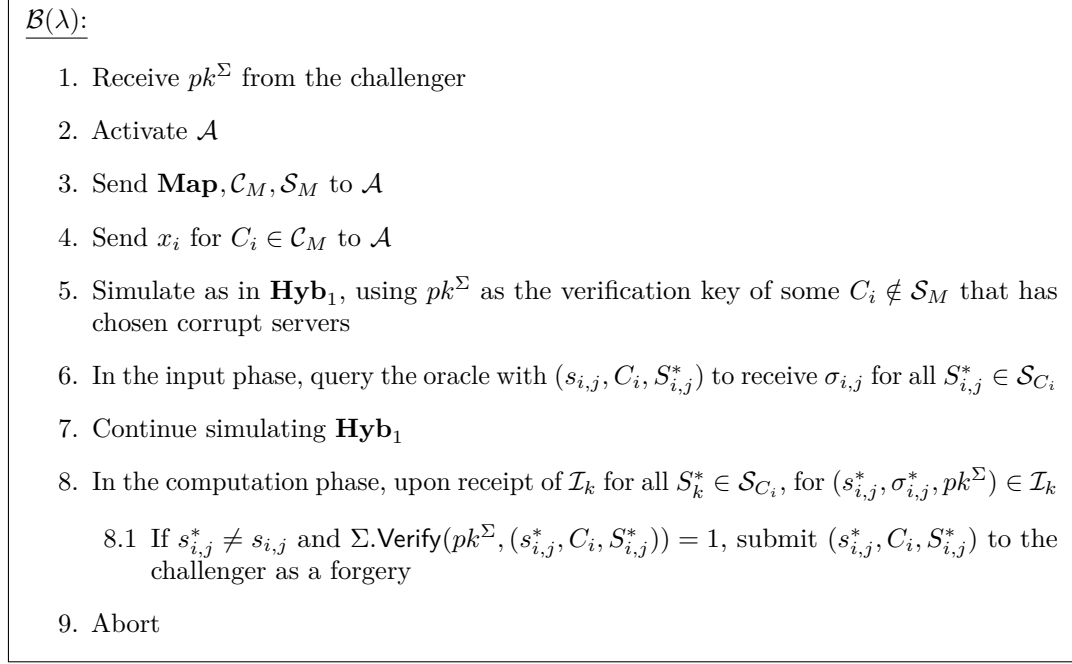 𝓑(λ):
1. Receive pk^Σ from the challenger
2. Activate 𝒜
3. Send Map, 𝒞_M, 𝒮_M to 𝒜
4. Send x_i for C_i ∈ 𝒞_M to 𝒜
5. Simulate as in Hyb_1, using pk^Σ as the verification key of some C_i ∉ 𝒮_M that has
chosen corrupt servers
6. In the input phase, query the oracle with (s_{i,j}, C_i, S*_{i,j}) to receive σ_{i,j} for all S*_{i,j} ∈ 𝒮_{C_i}
7. Continue simulating Hyb_1
8. In the computation phase, upon receipt of ℐ_k for all S*_k ∈ 𝒮_{C_i}, for (s*_{i,j}, σ*_{i,j}, pk^Σ) ∈ ℐ_k
8.1 If s*_{i,j} ≠ s_{i,j} and Σ.Verify(pk^Σ, (s*_{i,j}, C_i, S*_{i,j})) = 1, submit (s*_{i,j}, C_i, S*_{i,j}) to the
challenger as a forgery
9. Abort